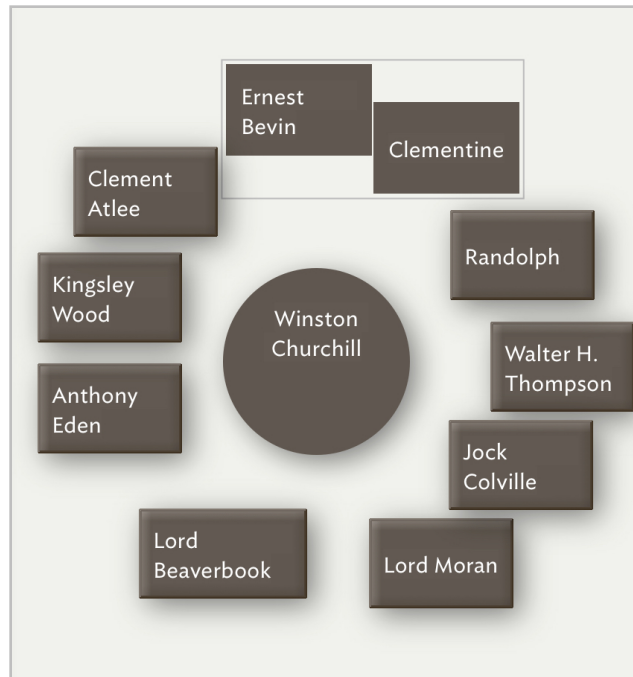 Ernest
Bevin
Clementine
Clement
Atlee
Randolph
Kingsley
Wood
Winston
Churchill
Walter H.
Thompson
Anthony
Eden
Jock
Colville
Lord
Beaverbook
Lord Moran